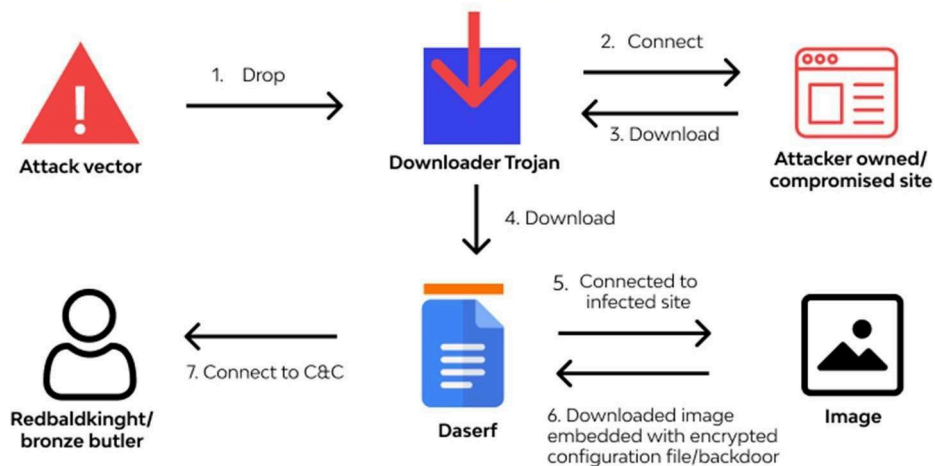 1. Drop
2. Connect
3. Download
Attack vector
Downloader Trojan
Attacker owned/
compromised site
4. Download
5. Connected to
infected site
7. Connect to C&C
6. Downloaded image
embedded with encrypted
configuration file/backdoor
Redbaldkinght/
bronze butler
Daserf
Image